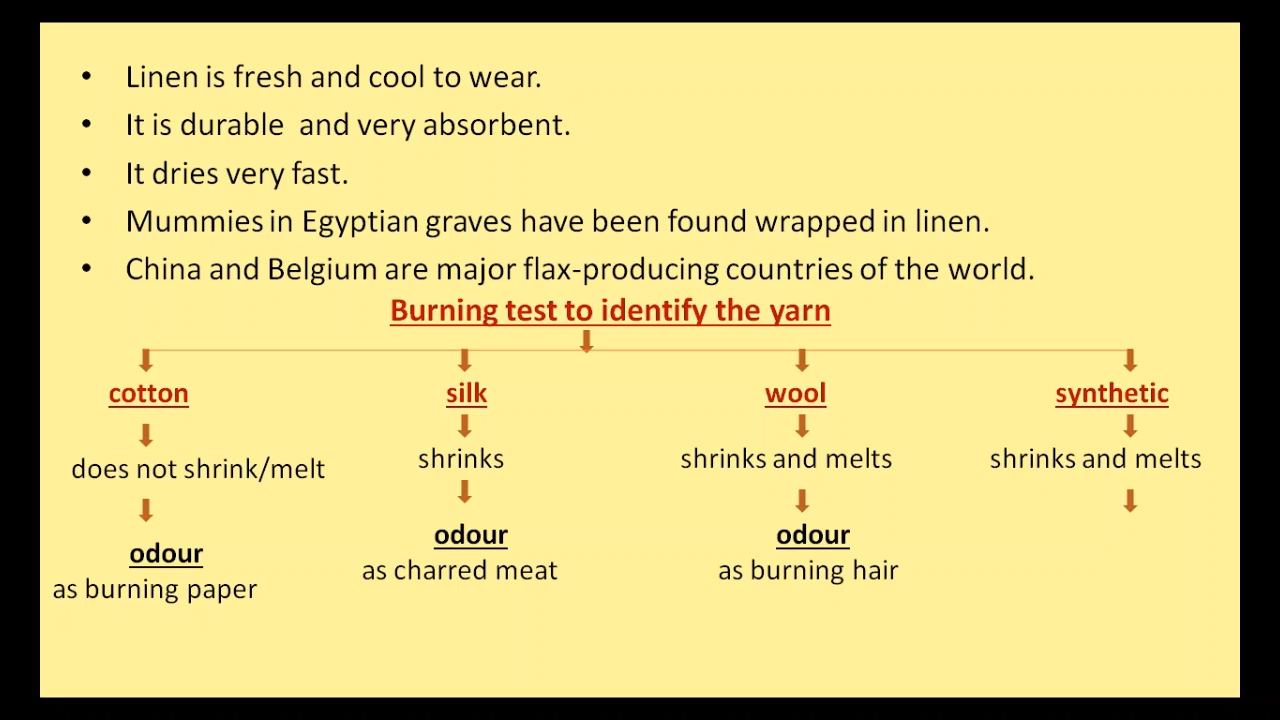 • Linen is fresh and cool to wear.
• It is durable  and very absorbent.
• It dries very fast.
• Mummies in Egyptian graves have been found wrapped in linen.
• China and Belgium are major flax-producing countries of the world.
Burning test to identify the yarn
cotton
silk
wool
synthetic
does not shrink/melt
shrinks
shrinks and melts
shrinks and melts
odour
as burning paper
odour
as charred meat
odour
as burning hair